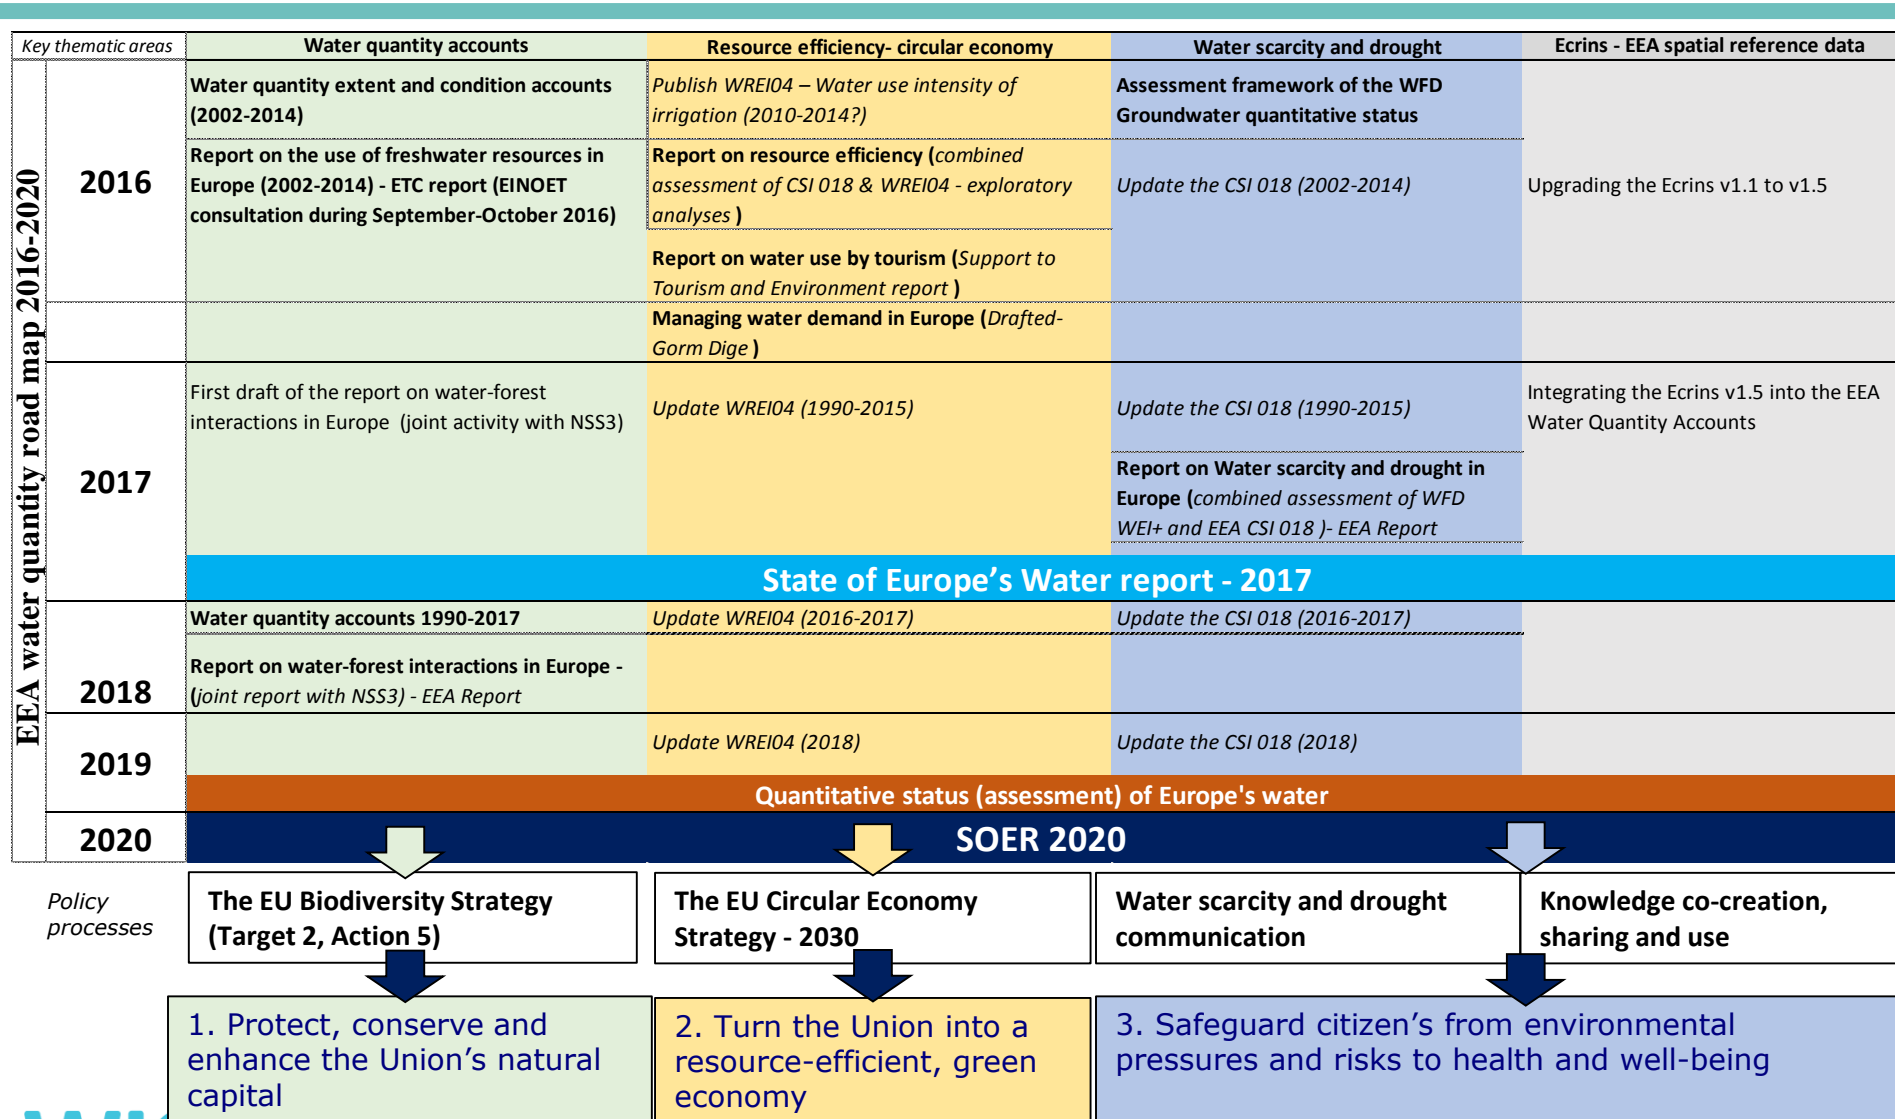 Key thematic areas
Water quantity accounts
Resource efficiency- circular economy
Water scarcity and drought
Ecrins - EEA spatial reference data
EEA water quantity road map 2016-2020
2016
Water quantity extent and condition accounts
(2002-2014)
Publish WREI04 – Water use intensity of
irrigation (2010-2014?)
Assessment framework of the WFD
Groundwater quantitative status
Report on the use of freshwater resources in
Europe (2002-2014) - ETC report (EINOET
consultation during September-October 2016)
Report on resource efficiency (combined
assessment of CSI 018 & WREI04 - exploratory
analyses )
Update the CSI 018 (2002-2014)
Upgrading the Ecrins v1.1 to v1.5
Report on water use by tourism (Support to
Tourism and Environment report )
Managing water demand in Europe (Drafted-
Gorm Dige )
2017
First draft of the report on water-forest
interactions in Europe (joint activity with NSS3)
Update WREI04 (1990-2015)
Update the CSI 018 (1990-2015)
Integrating the Ecrins v1.5 into the EEA
Water Quantity Accounts
Report on Water scarcity and drought in
Europe (combined assessment of WFD
WEI+ and EEA CSI 018 )- EEA Report
State of Europe’s Water report - 2017
2018
Water quantity accounts 1990-2017
Update WREI04 (2016-2017)
Update the CSI 018 (2016-2017)
Report on water-forest interactions in Europe -
(joint report with NSS3) - EEA Report
2019
Update WREI04 (2018)
Update the CSI 018 (2018)
Quantitative status (assessment) of Europe's water
2020
SOER 2020
Policy
processes
The EU Biodiversity Strategy
(Target 2, Action 5)
The EU Circular Economy
Strategy - 2030
Water scarcity and drought
communication
Knowledge co-creation,
sharing and use
1. Protect, conserve and
enhance the Union’s natural
capital
2. Turn the Union into a
resource-efficient, green
economy
3. Safeguard citizen’s from environmental
pressures and risks to health and well-being